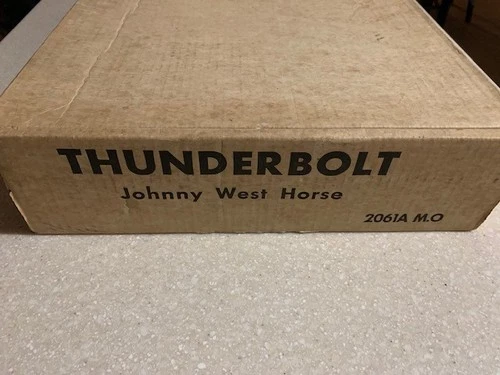 THUNDERBOLT
Johnny West Horse
2061A M.O